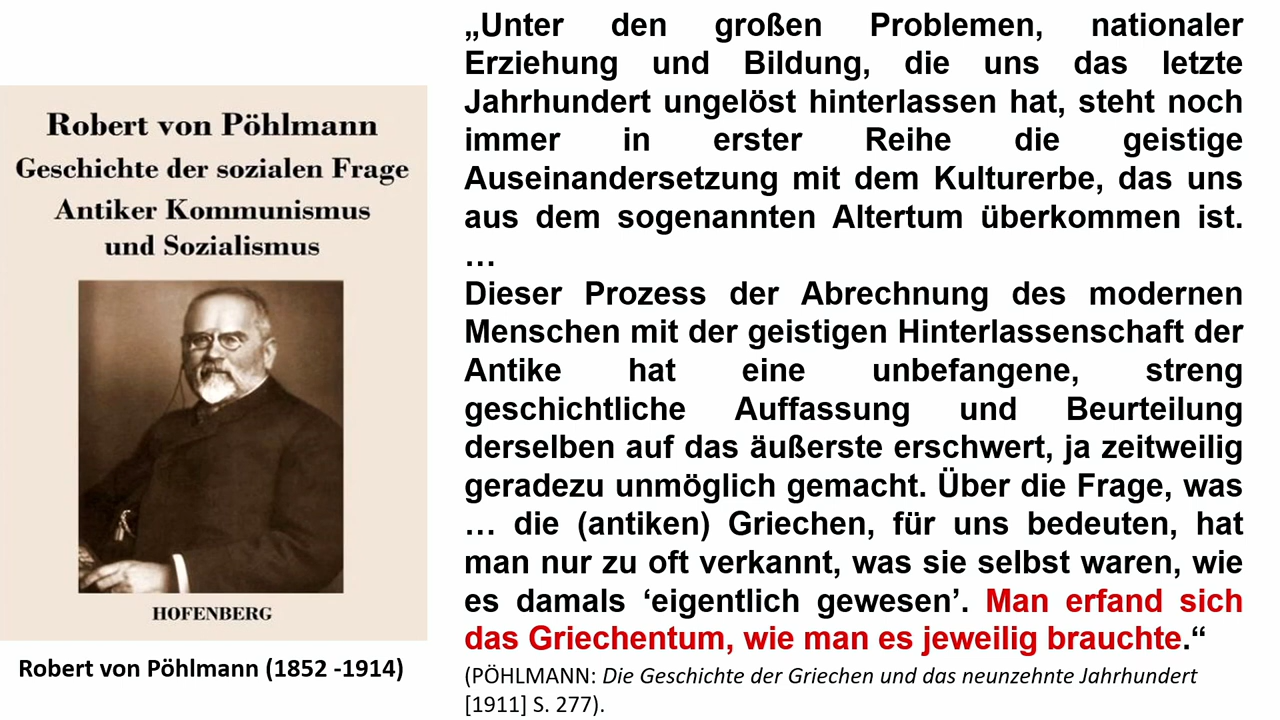 Robert von Pöhlmann
Geschichte der sozialen Frage
Antiker Kommunismus
und Sozialismus
HOFENBERG
Robert von Pöhlmann (1852 -1914)
„Unter den großen Problemen, nationaler
Erziehung und Bildung, die uns das letzte
Jahrhundert ungelöst hinterlassen hat, steht noch
immer in erster Reihe die geistige
Auseinandersetzung mit dem Kulturerbe, das uns
aus dem sogenannten Altertum überkommen ist.
…
Dieser Prozess der Abrechnung des modernen
Menschen mit der geistigen Hinterlassenschaft der
Antike hat eine unbefangene, streng
geschichtliche Auffassung und Beurteilung
derselben auf das äußerste erschwert, ja zeitweilig
geradezu unmöglich gemacht. Über die Frage, was
… die (antiken) Griechen, für uns bedeuten, hat
man nur zu oft verkannt, was sie selbst waren, wie
es damals ‘eigentlich gewesen’. Man erfand sich
das Griechentum, wie man es jeweilig brauchte.“
(PÖHLMANN: Die Geschichte der Griechen und das neunzehnte Jahrhundert
[1911] S. 277).